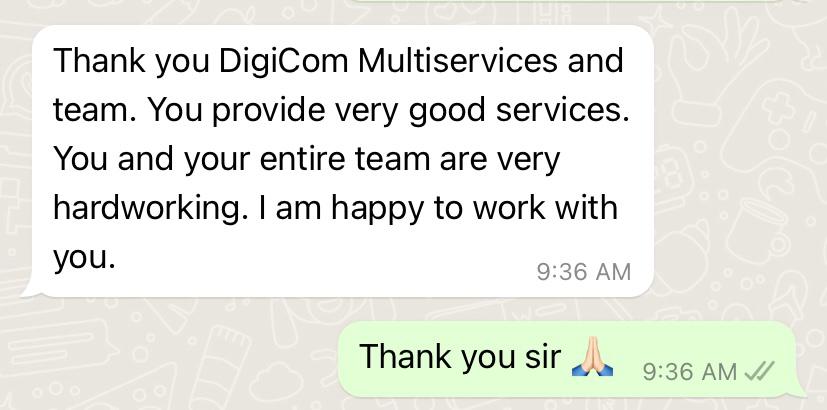 Thank you DigiCom Multiservices and
team. You provide very good services.
You and your entire team are very
hardworking. I am happy to work with
you.
9:36 AM
Thank you sir 🙏🏻
9:36 AM